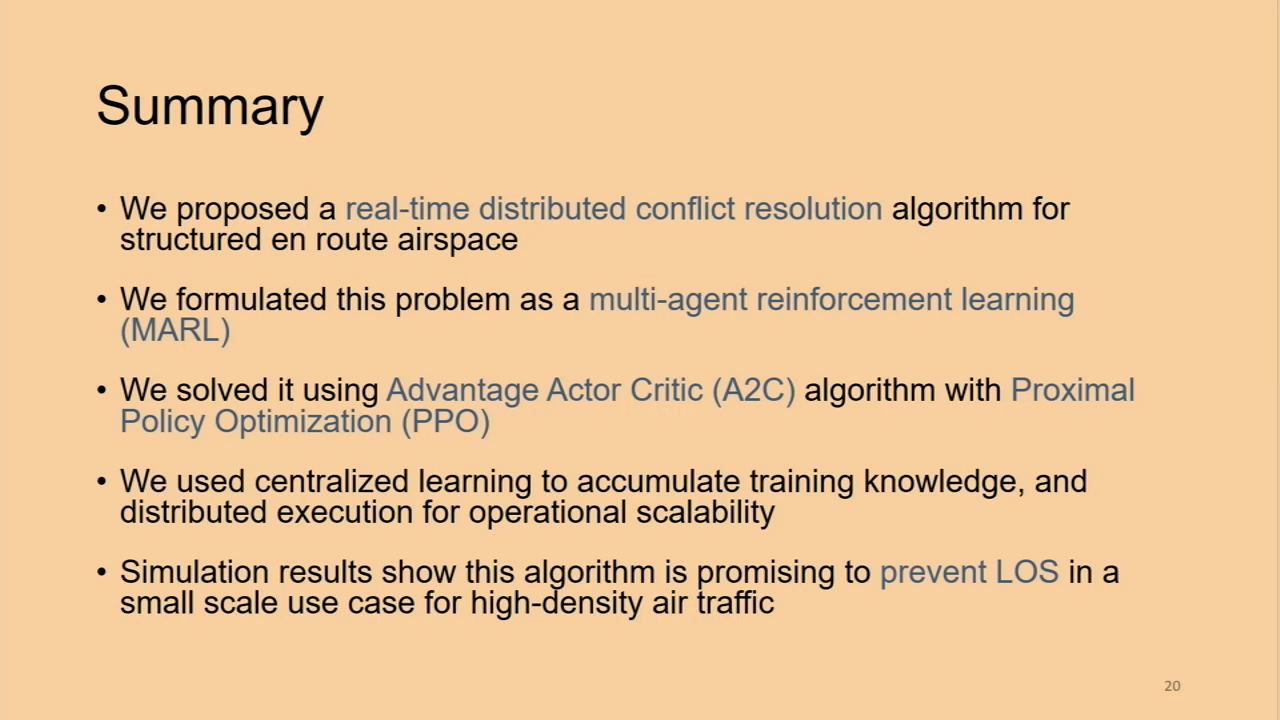 Summary
• We proposed a real-time distributed conflict resolution algorithm for
structured en route airspace
• We formulated this problem as a multi-agent reinforcement learning
(MARL)
• We solved it using Advantage Actor Critic (A2C) algorithm with Proximal
Policy Optimization (PPO)
• We used centralized learning to accumulate training knowledge, and
distributed execution for operational scalability
• Simulation results show this algorithm is promising to prevent LOS in a
small scale use case for high-density air traffic
20